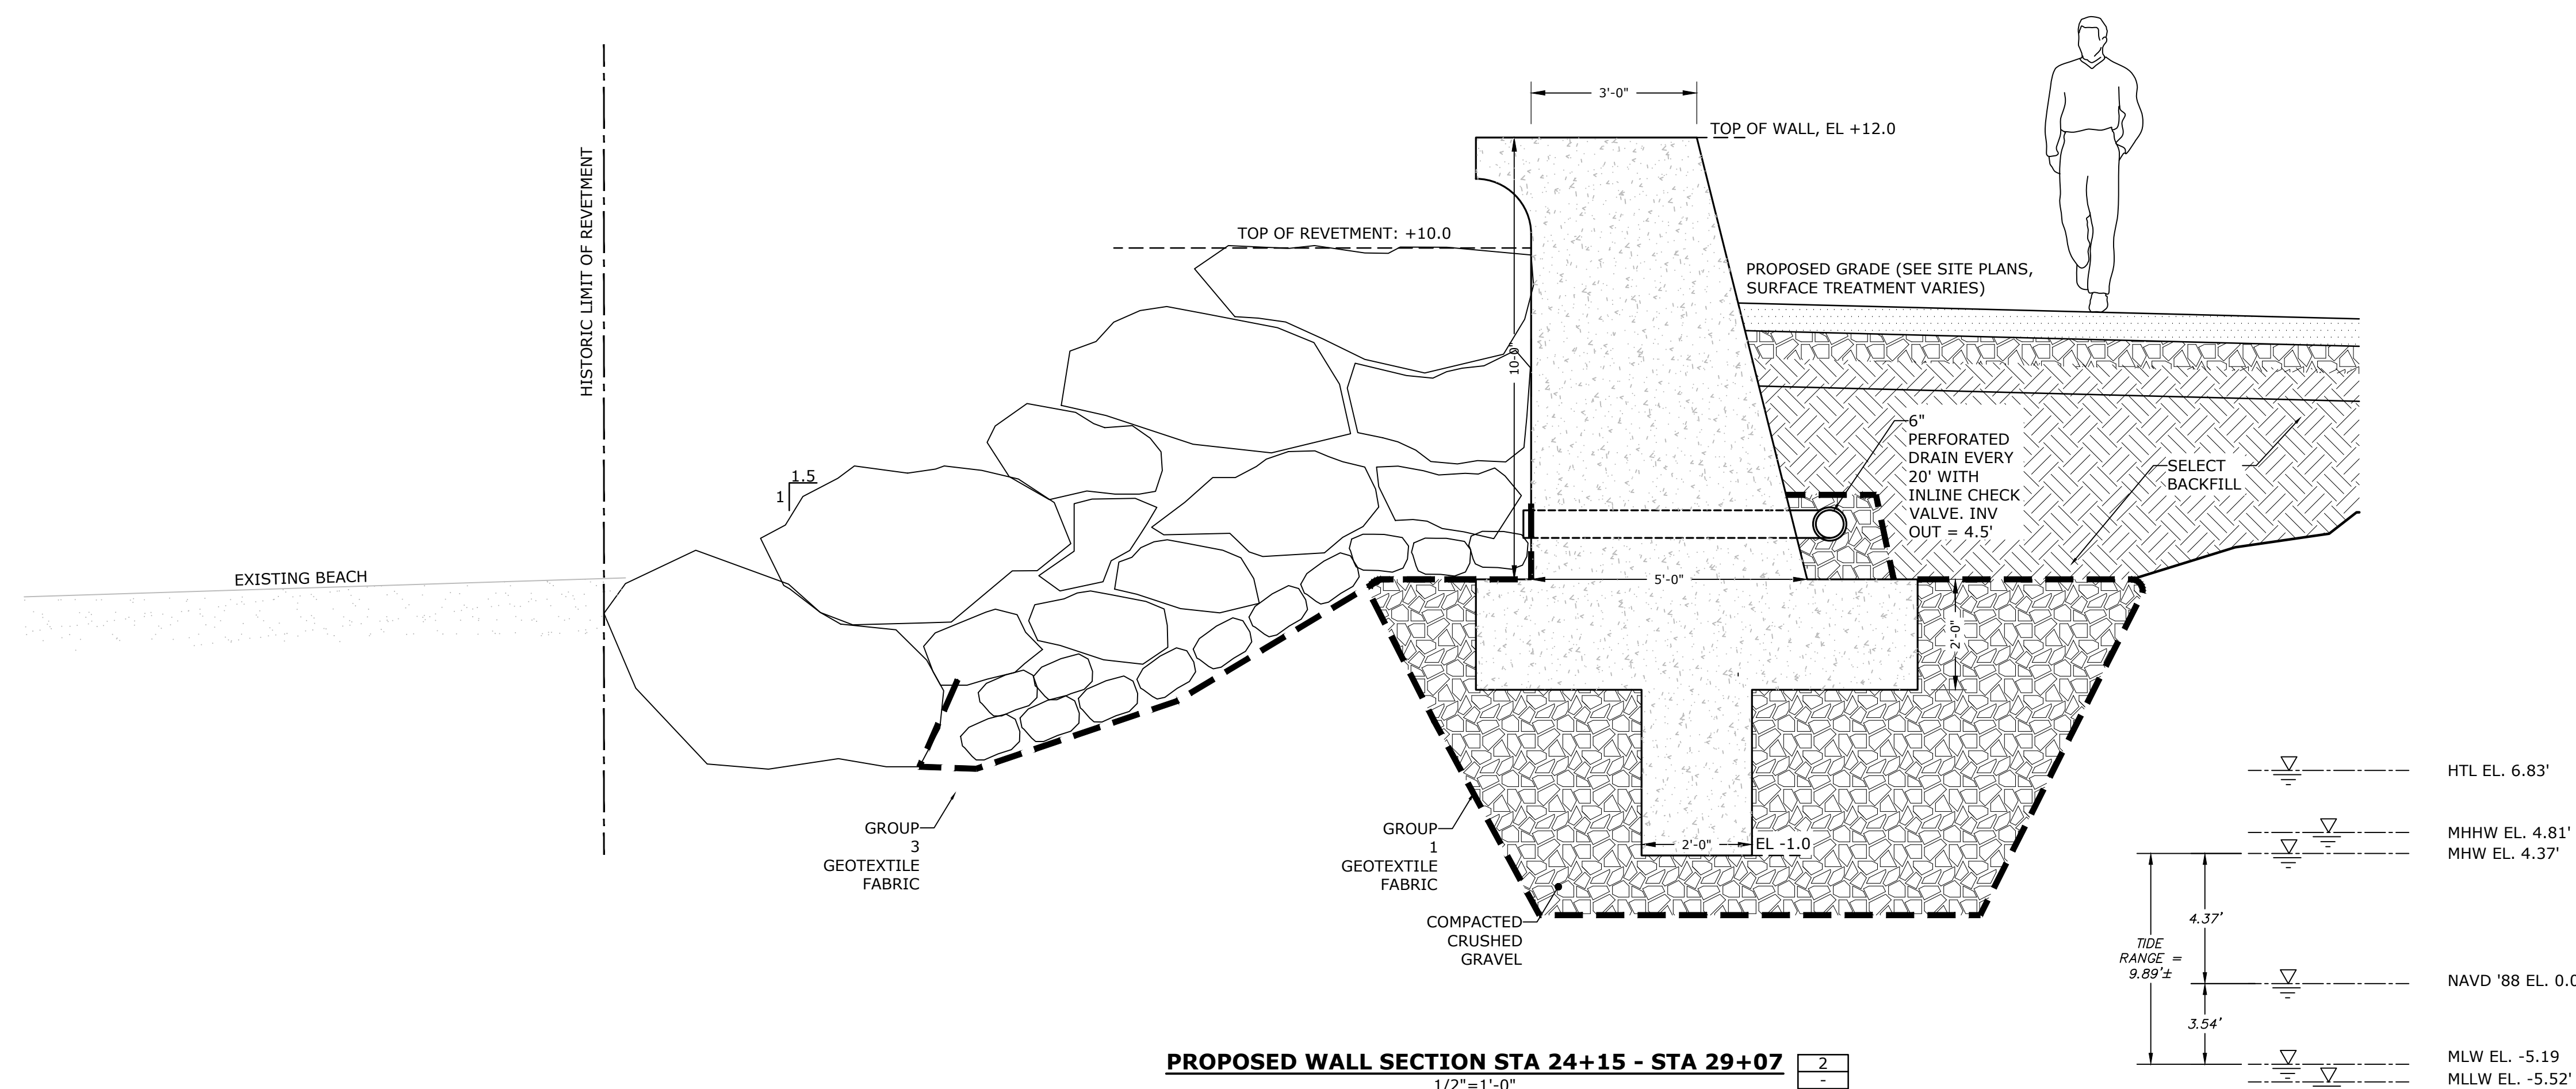 3'-0"
TOP OF WALL, EL +12.0
HISTORIC LIMIT OF REVETMENT
TOP OF REVETMENT: +10.0
PROPOSED GRADE (SEE SITE PLANS,
SURFACE TREATMENT VARIES)
10-0"
6"
PERFORATED
DRAIN EVERY
20' WITH
INLINE CHECK
VALVE. INV
OUT = 4.5'
SELECT
BACKFILL
1.5
1
EXISTING BEACH
5'-0"
2'-0"
HTL EL. 6.83'
GROUP
3
GEOTEXTILE
FABRIC
GROUP
1
GEOTEXTILE
FABRIC
2'-0"
EL -1.0
MHHW EL. 4.81'
MHW EL. 4.37'
COMPACTED
CRUSHED
GRAVEL
4.37'
TIDE
RANGE =
9.89'±
NAVD '88 EL. 0.0
3.54'
PROPOSED WALL SECTION STA 24+15 - STA 29+07
2
-
1/2"=1'-0"
MLW EL. -5.19
MLLW EL. -5.52'